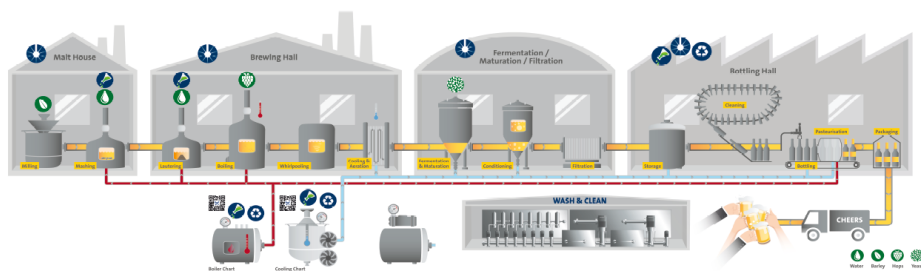 Malt House
Brewing Hall
Fermentation /
Maturation / Filtration
Bottling Hall
Cleaning
Pasteurisation
Packaging
Milling
Mashing
Lautering
Boiling
Whirlpooling
Cooling &
Aeration
Fermentation
& Maturation
Conditioning
Filtration
Storage
Bottling
WASH & CLEAN
CHEERS
Boiler Chart
Cooling Chart
Water
Barley
Hops
Yeast